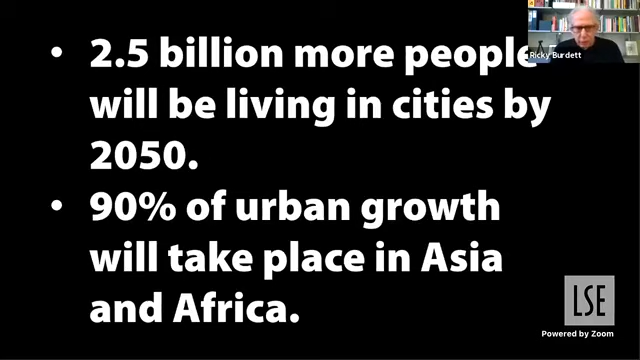 • 2.5 billion more people
will be living in cities by
2050.
• 90% of urban growth
will take place in Asia
and Africa.
Ricky Burdett
LSE
Powered by Zoom